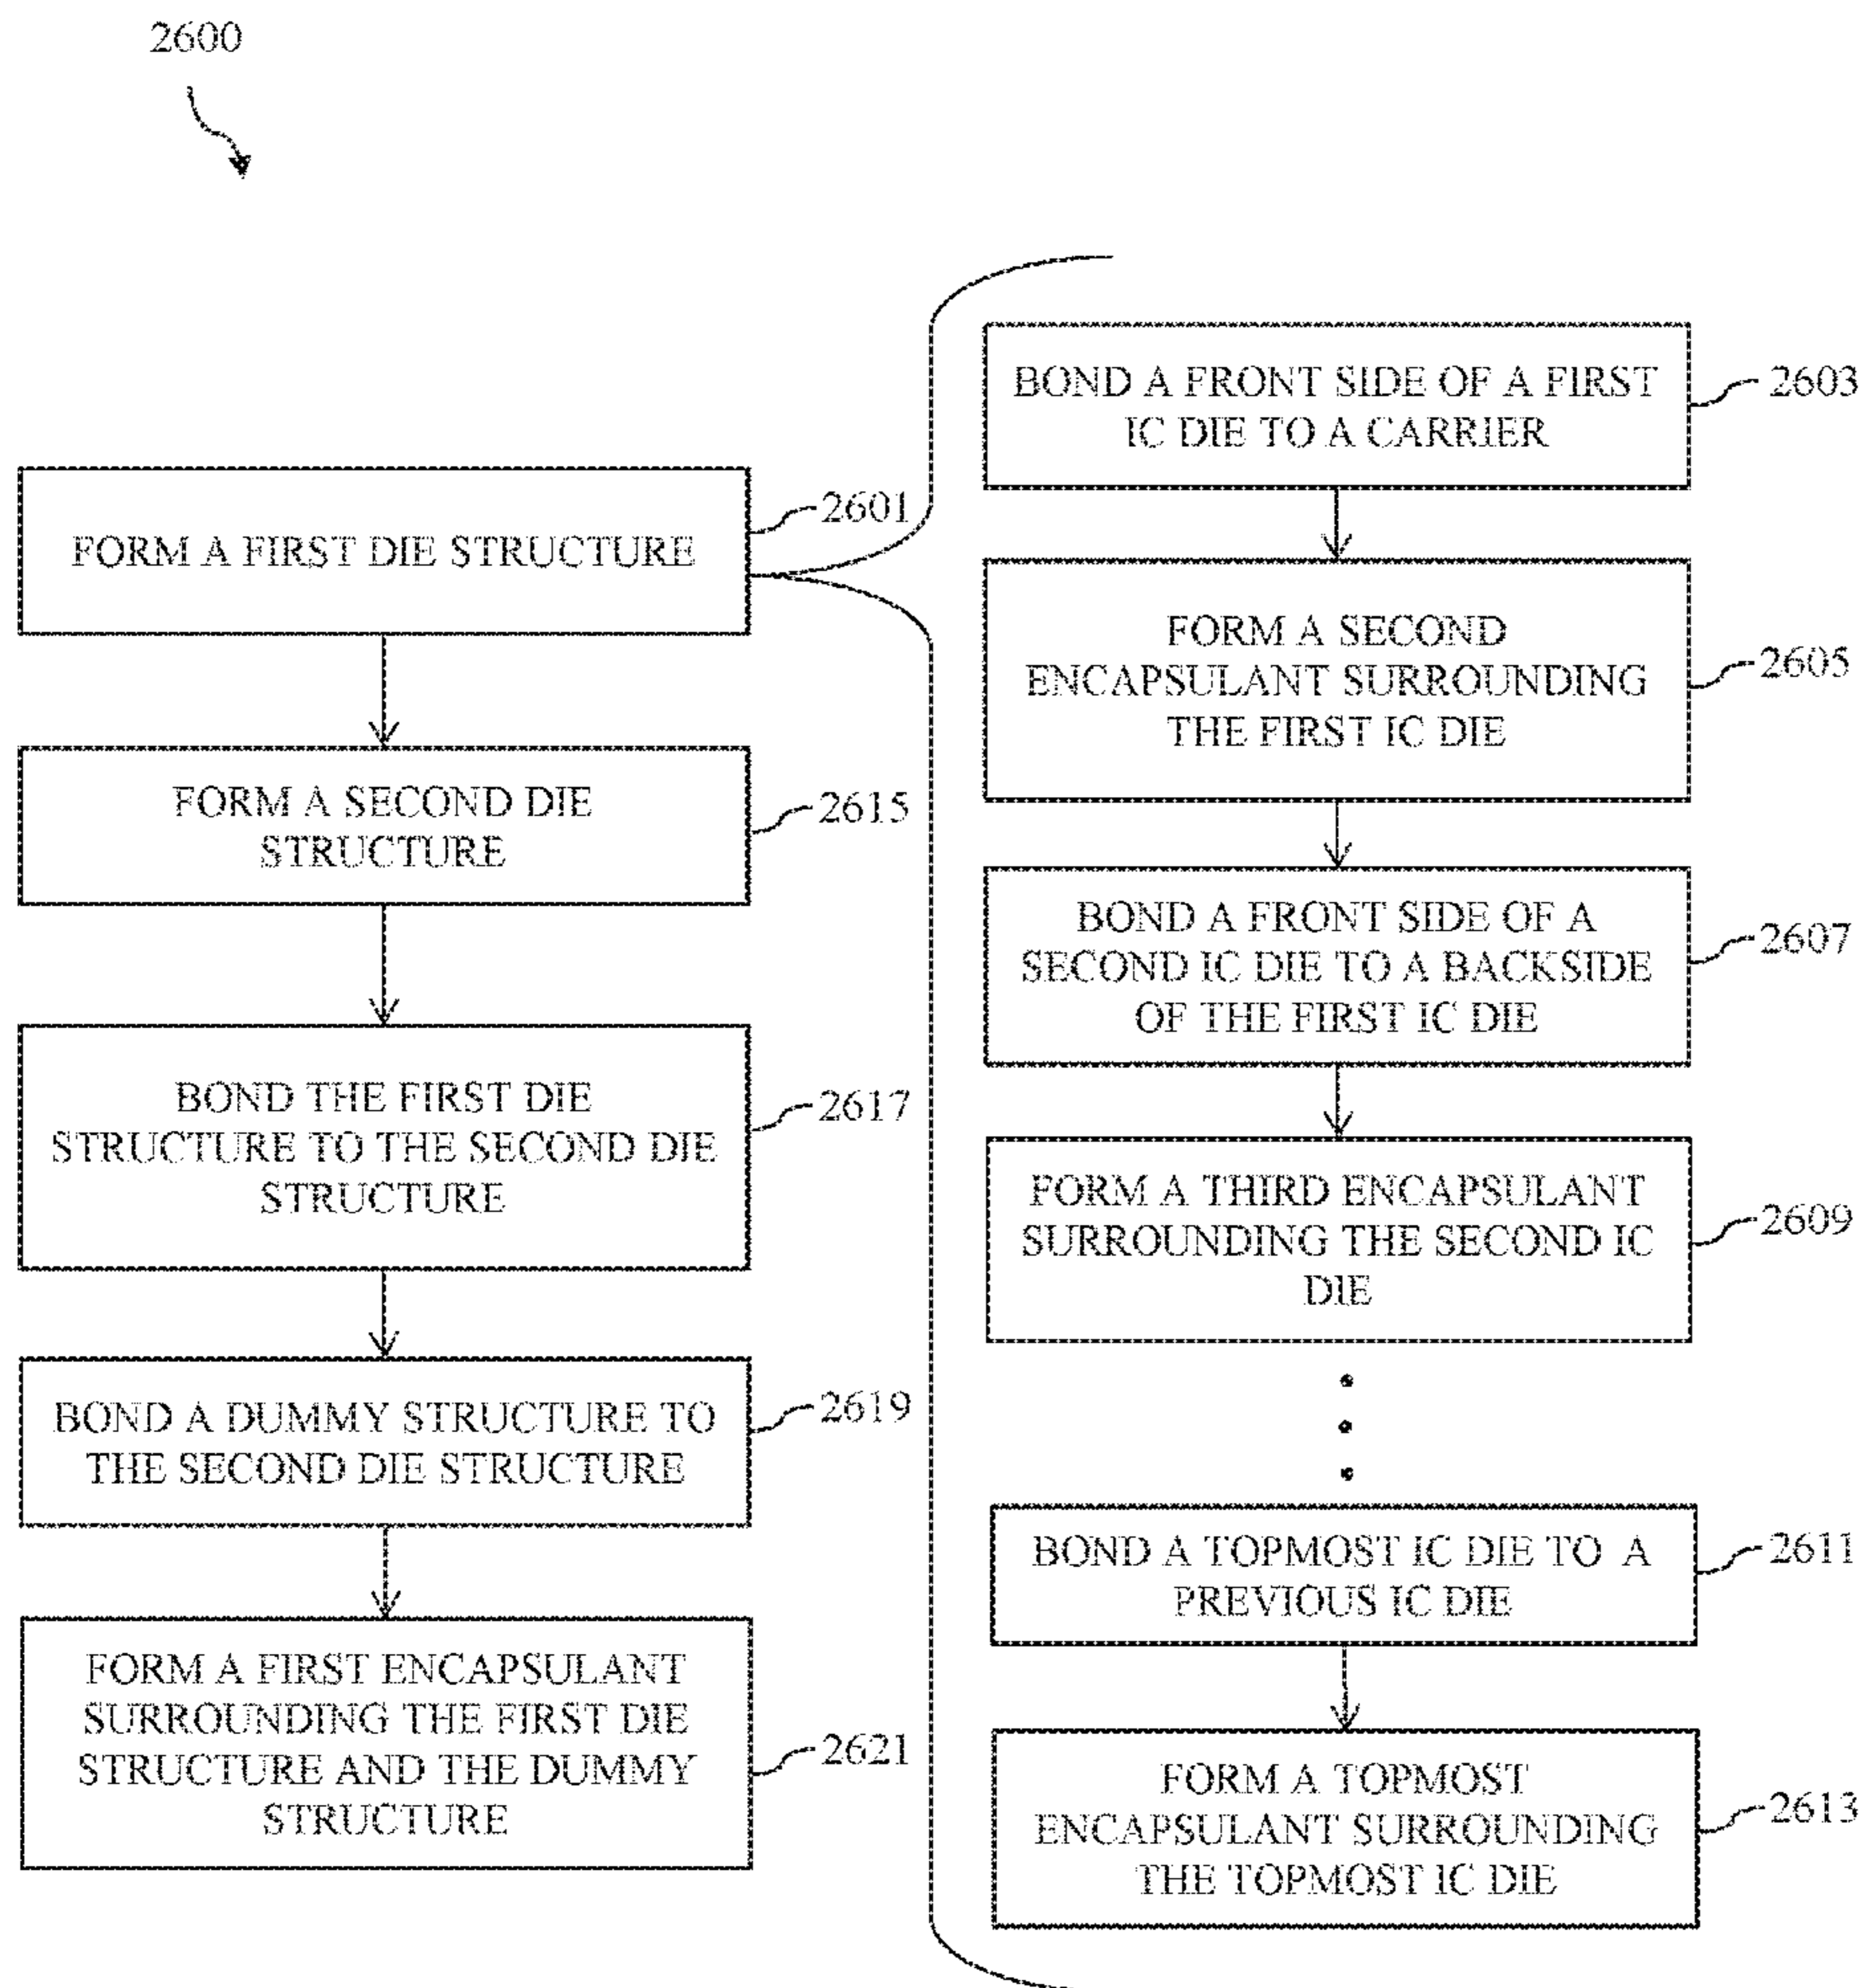 2600
FORM A FIRST DIE STRUCTURE
2601
FORM A SECOND DIE
STRUCTURE
2615
BOND THE FIRST DIE
STRUCTURE TO THE SECOND DIE
STRUCTURE
2617
BOND A DUMMY STRUCTURE TO
THE SECOND DIE STRUCTURE
2619
FORM A FIRST ENCAPSULANT
SURROUNDING THE FIRST DIE
STRUCTURE AND THE DUMMY
STRUCTURE
2621
BOND A FRONT SIDE OF A FIRST
IC DIE TO A CARRIER
2603
FORM A SECOND
ENCAPSULANT SURROUNDING
THE FIRST IC DIE
2605
BOND A FRONT SIDE OF A
SECOND IC DIE TO A BACKSIDE
OF THE FIRST IC DIE
2607
FORM A THIRD ENCAPSULANT
SURROUNDING THE SECOND IC
DIE
2609
BOND A TOPMOST IC DIE TO A
PREVIOUS IC DIE
2611
FORM A TOPMOST
ENCAPSULANT SURROUNDING
THE TOPMOST IC DIE
2613